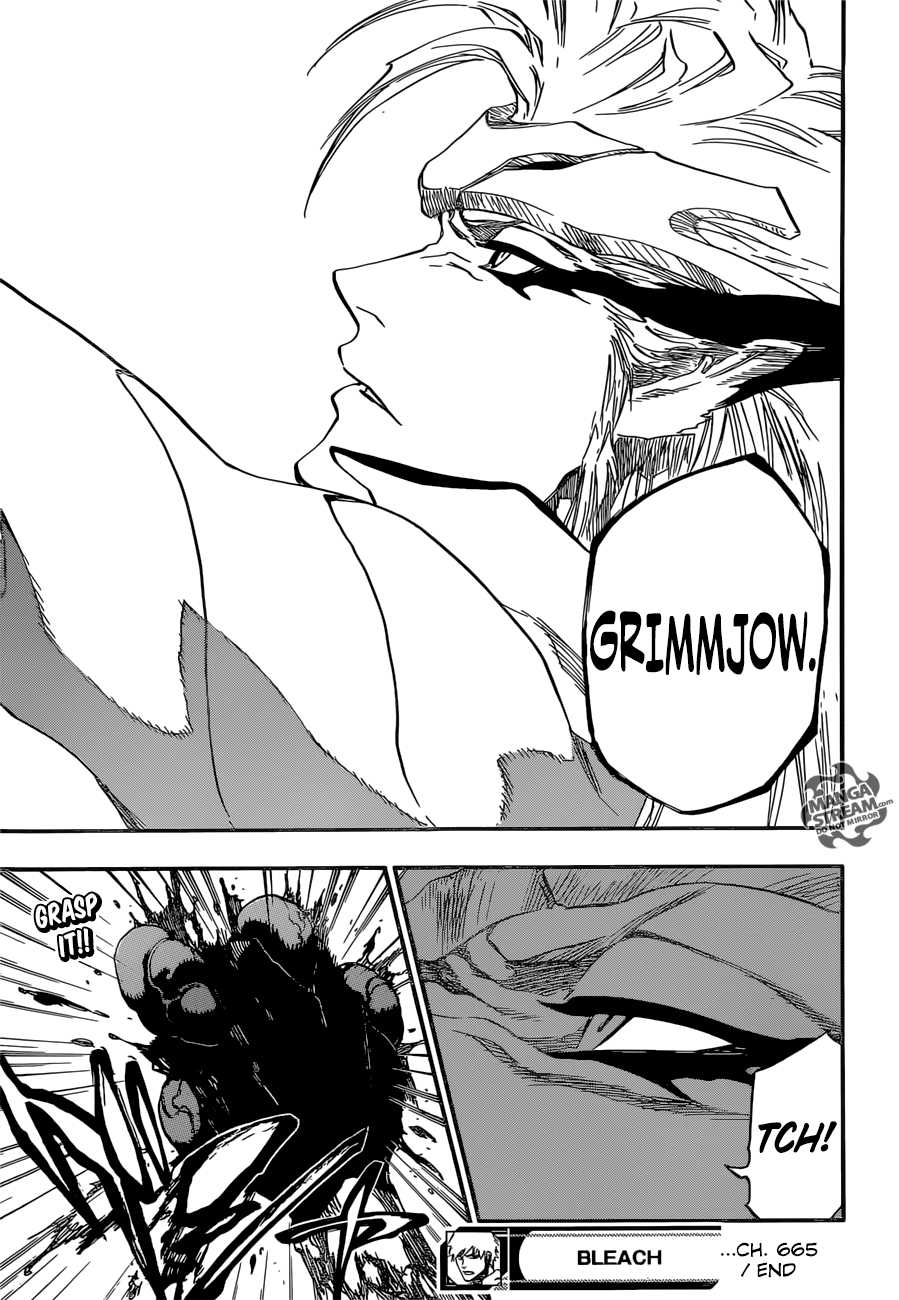 GRIMMJOW.
MANGA
STREAM.com
DO NOT MIRROR
TCH!
GRASP
IT!!
BLEACH
...CH. 665
/ END